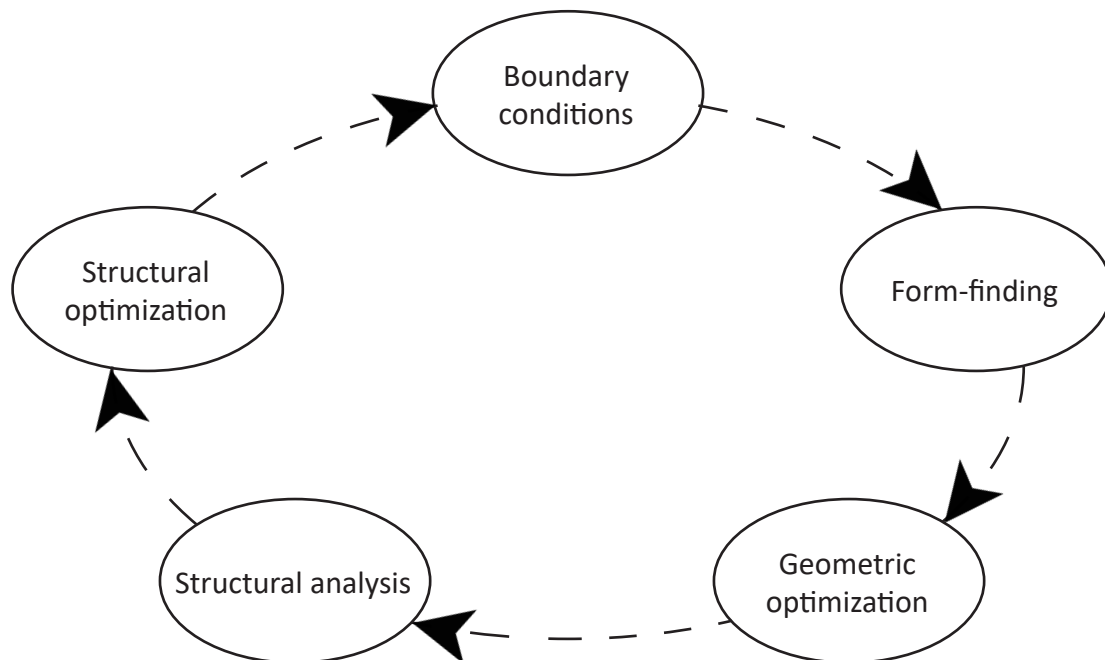 Boundary
conditions
Form-finding
Geometric
optimization
Structural analysis
Structural
optimization